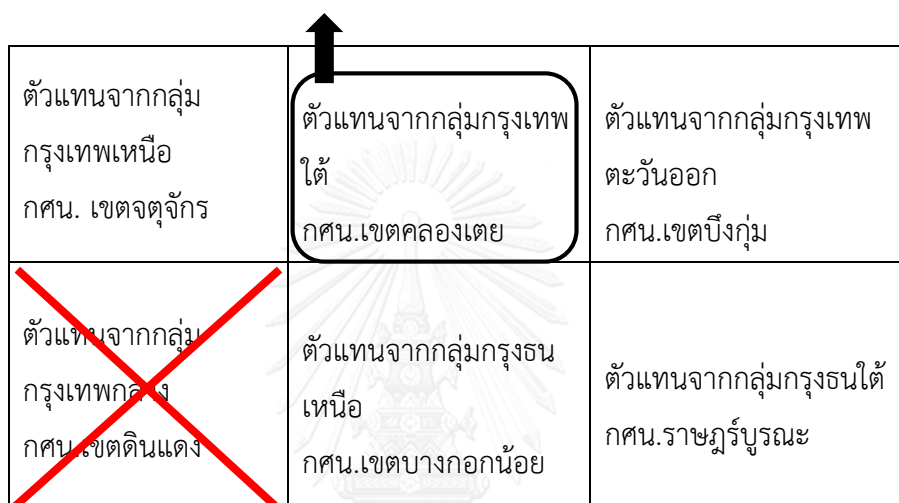 ตัวแทนจากกลุ่ม
กรุงเทพเหนือ
กศน. เขตจตุจักร
ตัวแทนจากกลุ่มกรุงเทพ
ใต้
กศน.เขตคลองเตย
ตัวแทนจากกลุ่มกรุงเทพ
ตะวันออก
กศน.เขตบึงกุ่ม
ตัวแทนจากกลุ่ม
กรุงเทพกลาง
กศน.เขตดินแดง
ตัวแทนจากกลุ่มกรุงธน
เหนือ
กศน.เขตบางกอกน้อย
ตัวแทนจากกลุ่มกรุงธนใต้
กศน.ราษฎร์บูรณะ